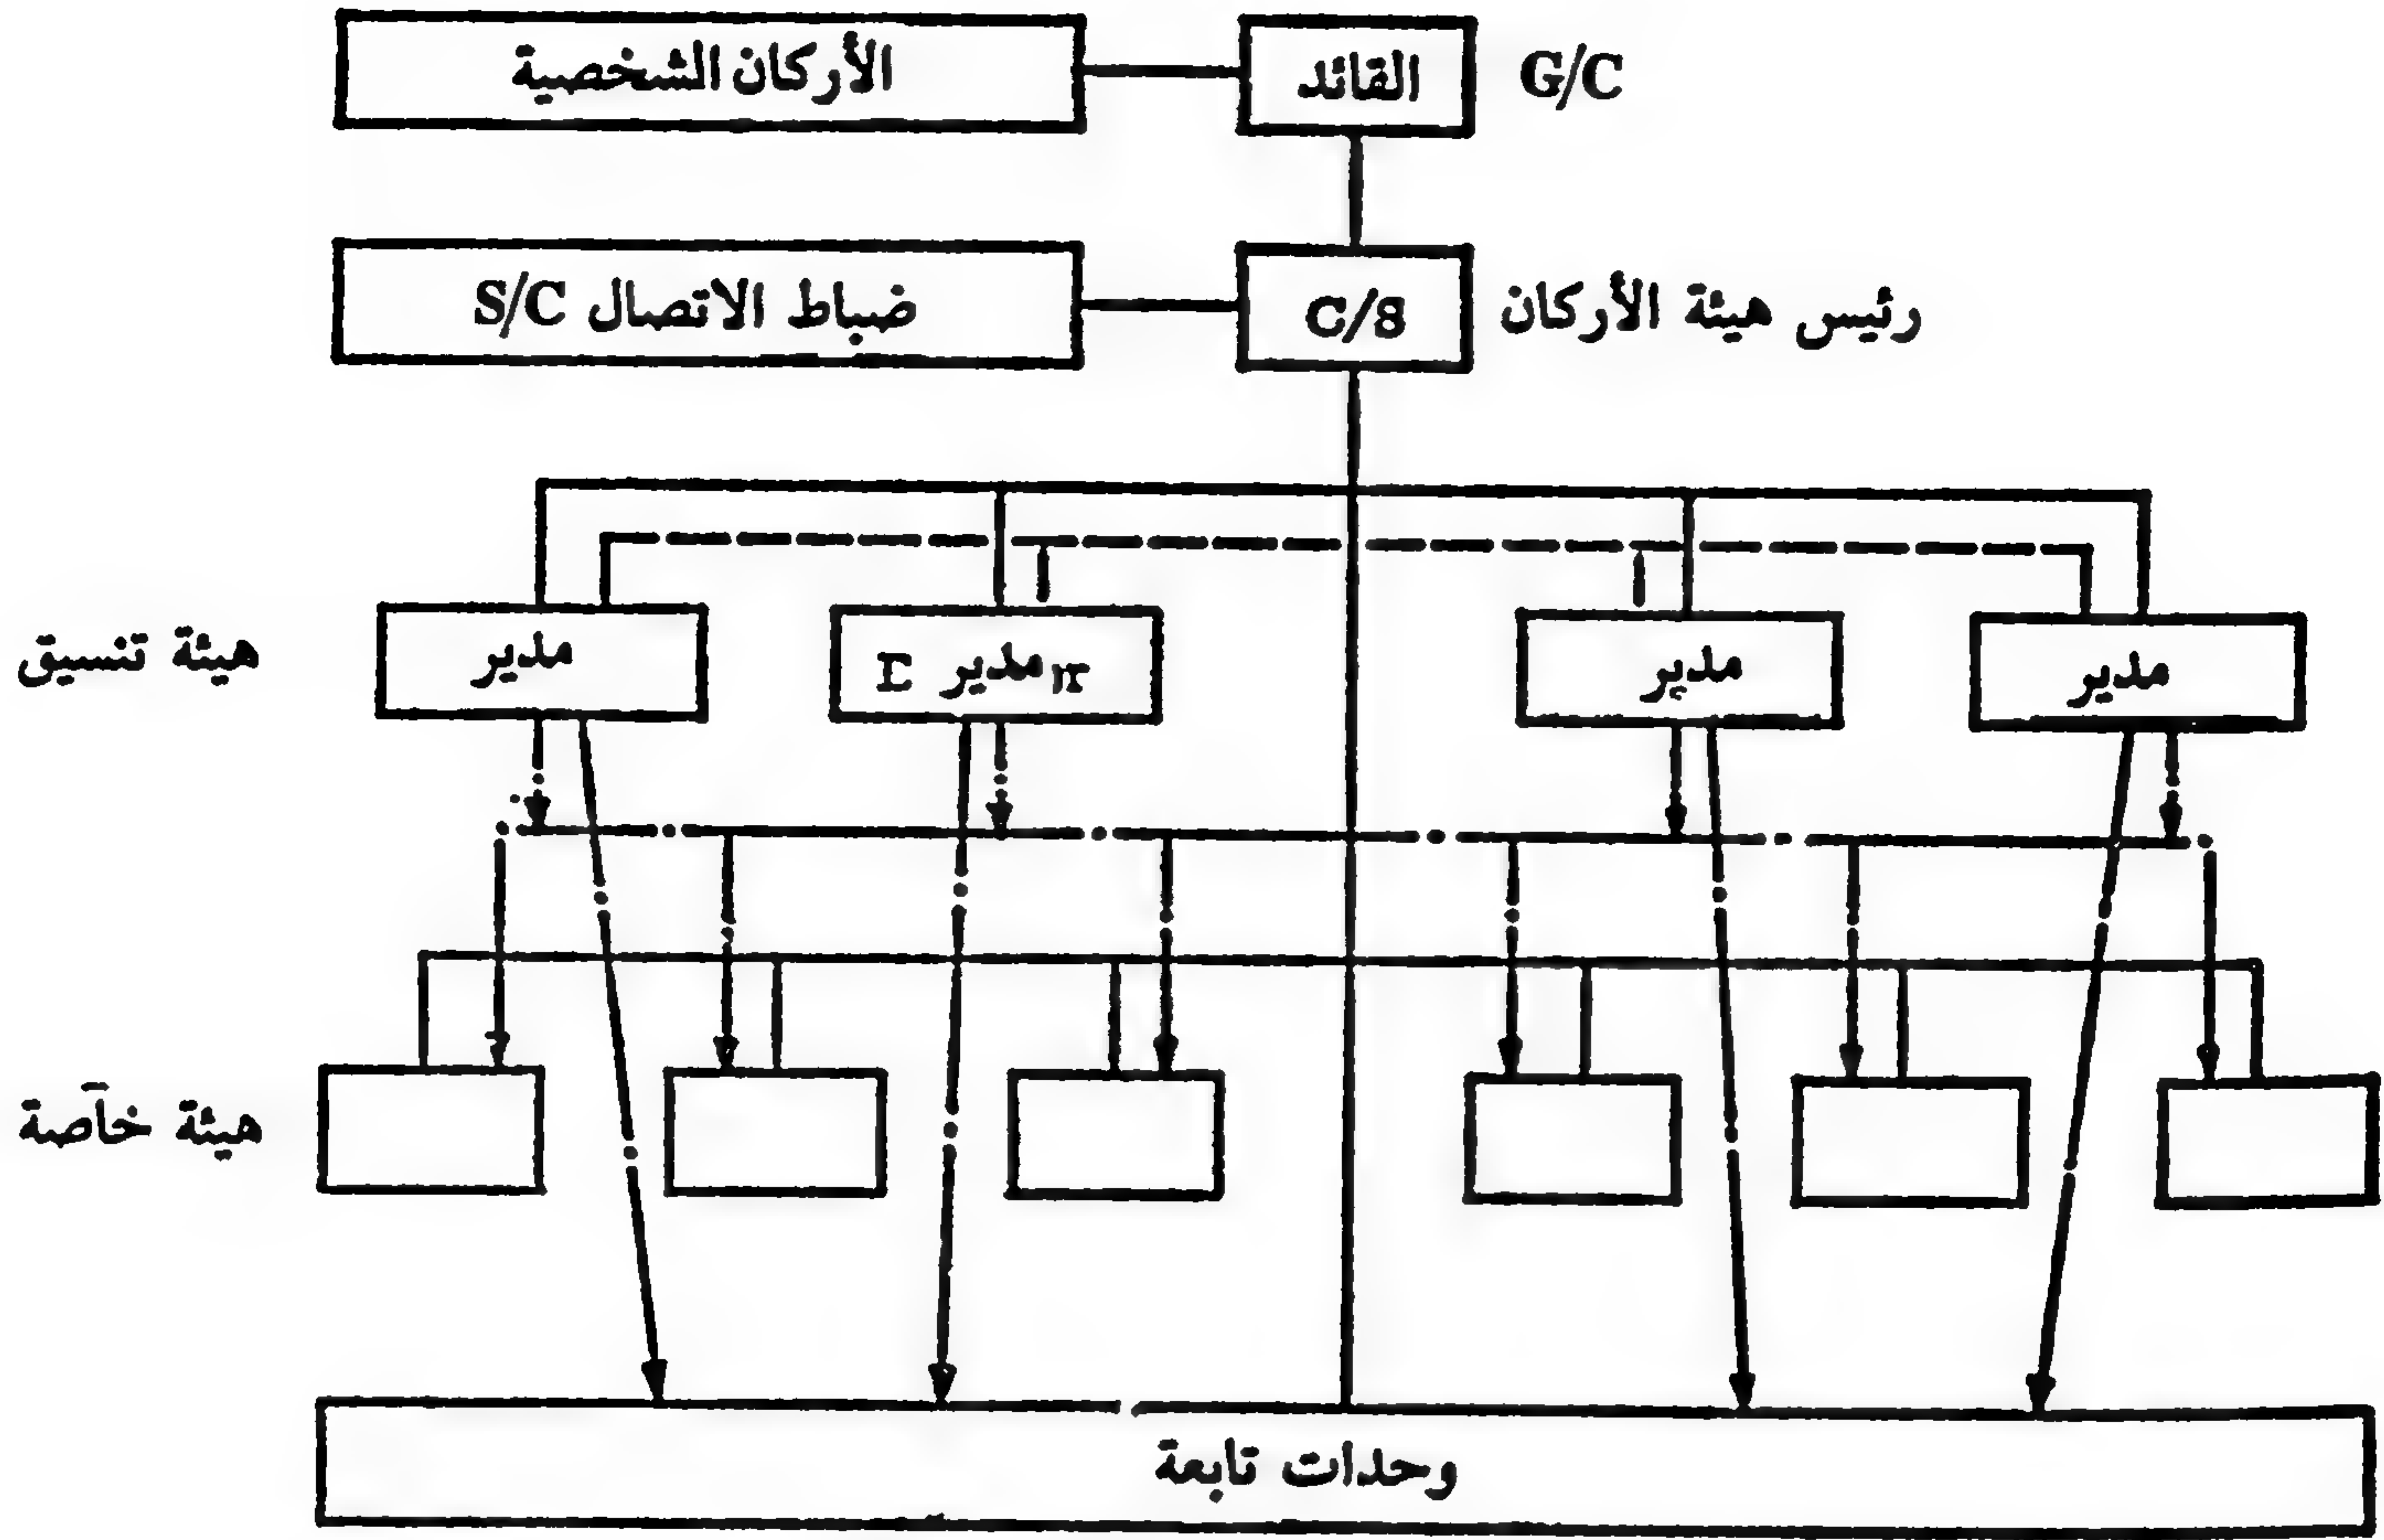 الأركان الشخصية
القائد
G/C
ضباط الاتصال S/C
C/8
رئيس هيئة الأركان
هيئة تنسيق
مدير
E مدير rr
مدير
مدير
هيئة خاصة
وحدات تابعة